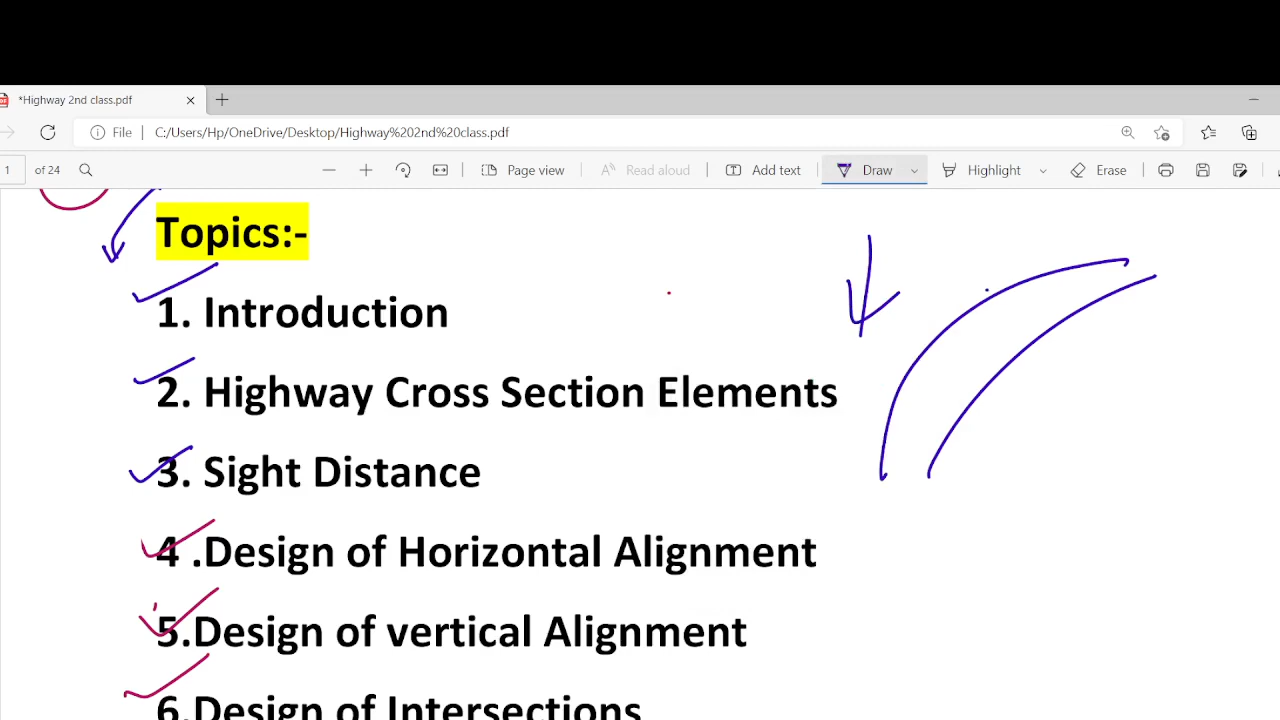 *Highway 2nd class.pdf
File C:/Users/Hp/OneDrive/Desktop/Highway%202nd%20class.pdf
1 of 24 Page view Read aloud Add text Draw Highlight Erase
Topics:-
1. Introduction
2. Highway Cross Section Elements
3. Sight Distance
4 .Design of Horizontal Alignment
5.Design of vertical Alignment
6.Design of Intersections